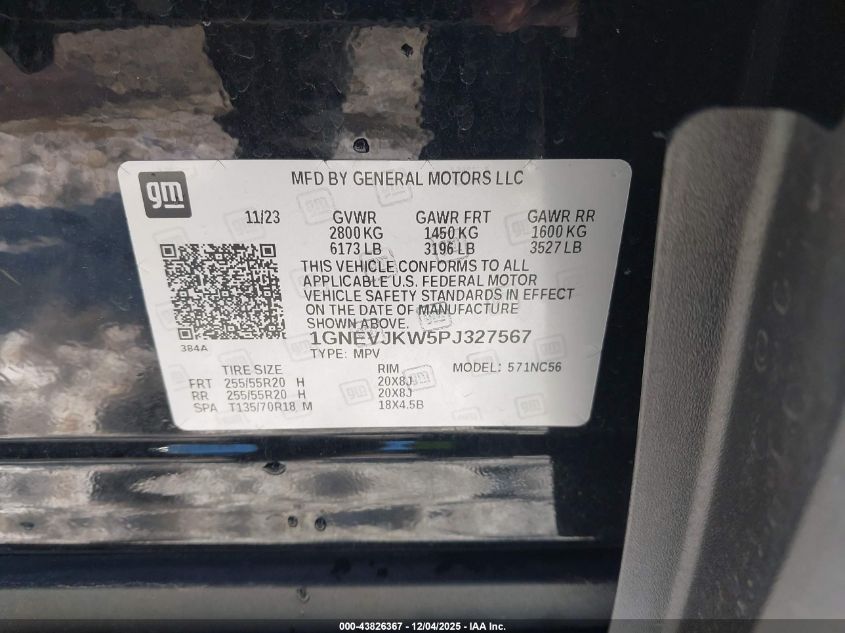 gm
MFD BY GENERAL MOTORS LLC
11/23 GVWR GAWR FRT GAWR RR
2800 KG 1450 KG 1600 KG
6173 LB 3196 LB 3527 LB
THIS VEHICLE CONFORMS TO ALL
APPLICABLE U.S. FEDERAL MOTOR
VEHICLE SAFETY STANDARDS IN EFFECT
ON THE DATE OF MANUFACTURE
SHOWN ABOVE.
384A
1GNEVJKW5PJ327567
TYPE: MPV
TIRE SIZE RIM MODEL: 571NC56
FRT 255/55R20 H 20X8J
RR 255/55R20 H 20X8J
SPA T135/70R18 M 18X4.5B
000-43826367 - 12/04/2025 - IAA Inc.